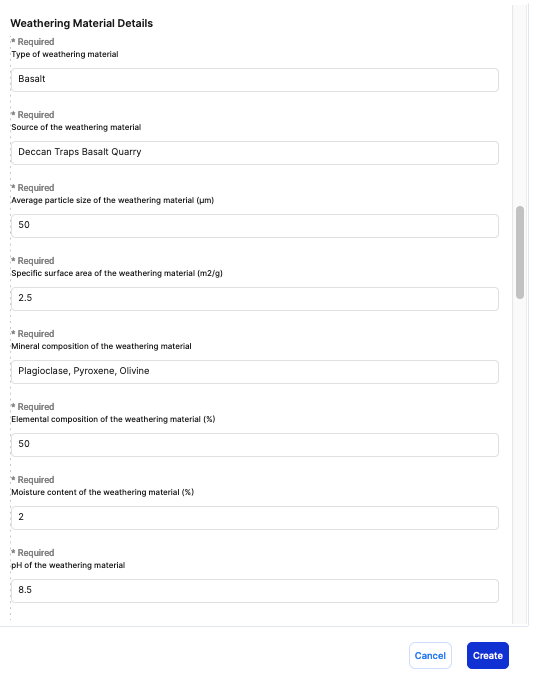 Weathering Material Details
* Required
Type of weathering material
Basalt
* Required
Source of the weathering material
Deccan Traps Basalt Quarry
* Required
Average particle size of the weathering material (μm)
50
* Required
Specific surface area of the weathering material (m2/g)
2.5
* Required
Mineral composition of the weathering material
Plagioclase, Pyroxene, Olivine
* Required
Elemental composition of the weathering material (%)
50
* Required
Moisture content of the weathering material (%)
2
* Required
pH of the weathering material
8.5
Cancel Create